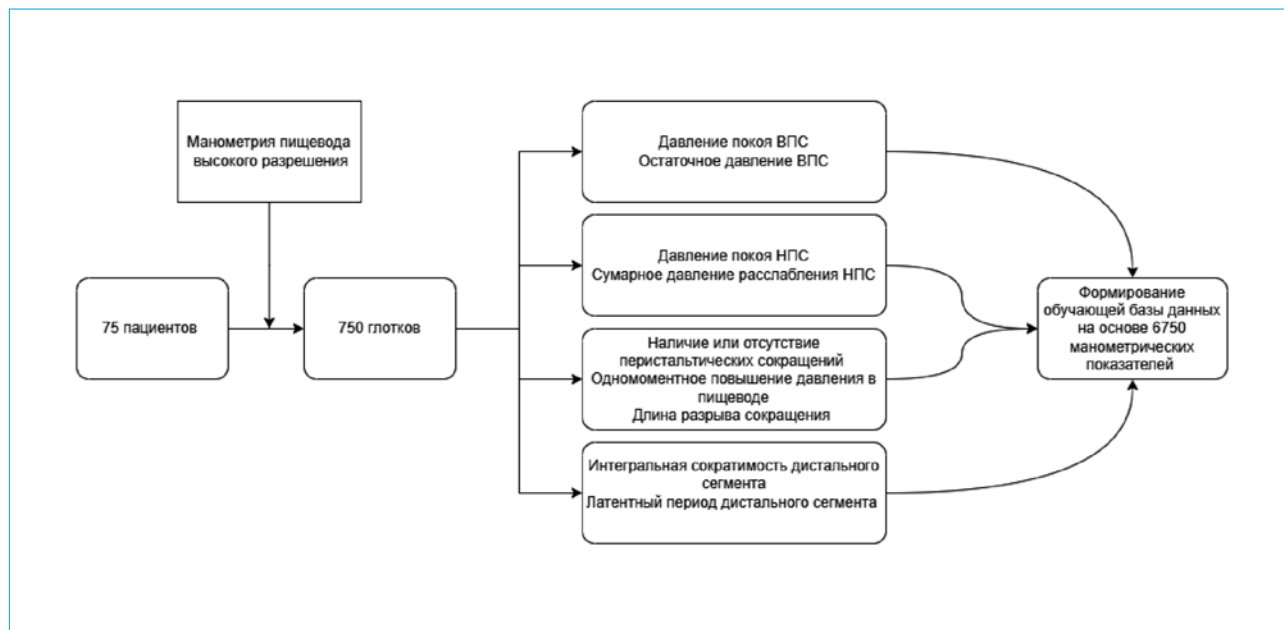 Манометрия пищевода
высокого разрешения
75 пациентов
750 глотков
Давление покоя ВПС
Остаточное давление ВПС
Давление покоя НПС
Сумарное давление расслабления НПС
Наличие или отсутствие
перистальтических сокращений
Одномоментное повышение давления в
пищеводе
Длина разрыва сокращения
Интегральная сократимость дистального
сегмента
Латентный период дистального сегмента
Формирование
обучающей базы данных
на основе 6750
манометрических
показателей